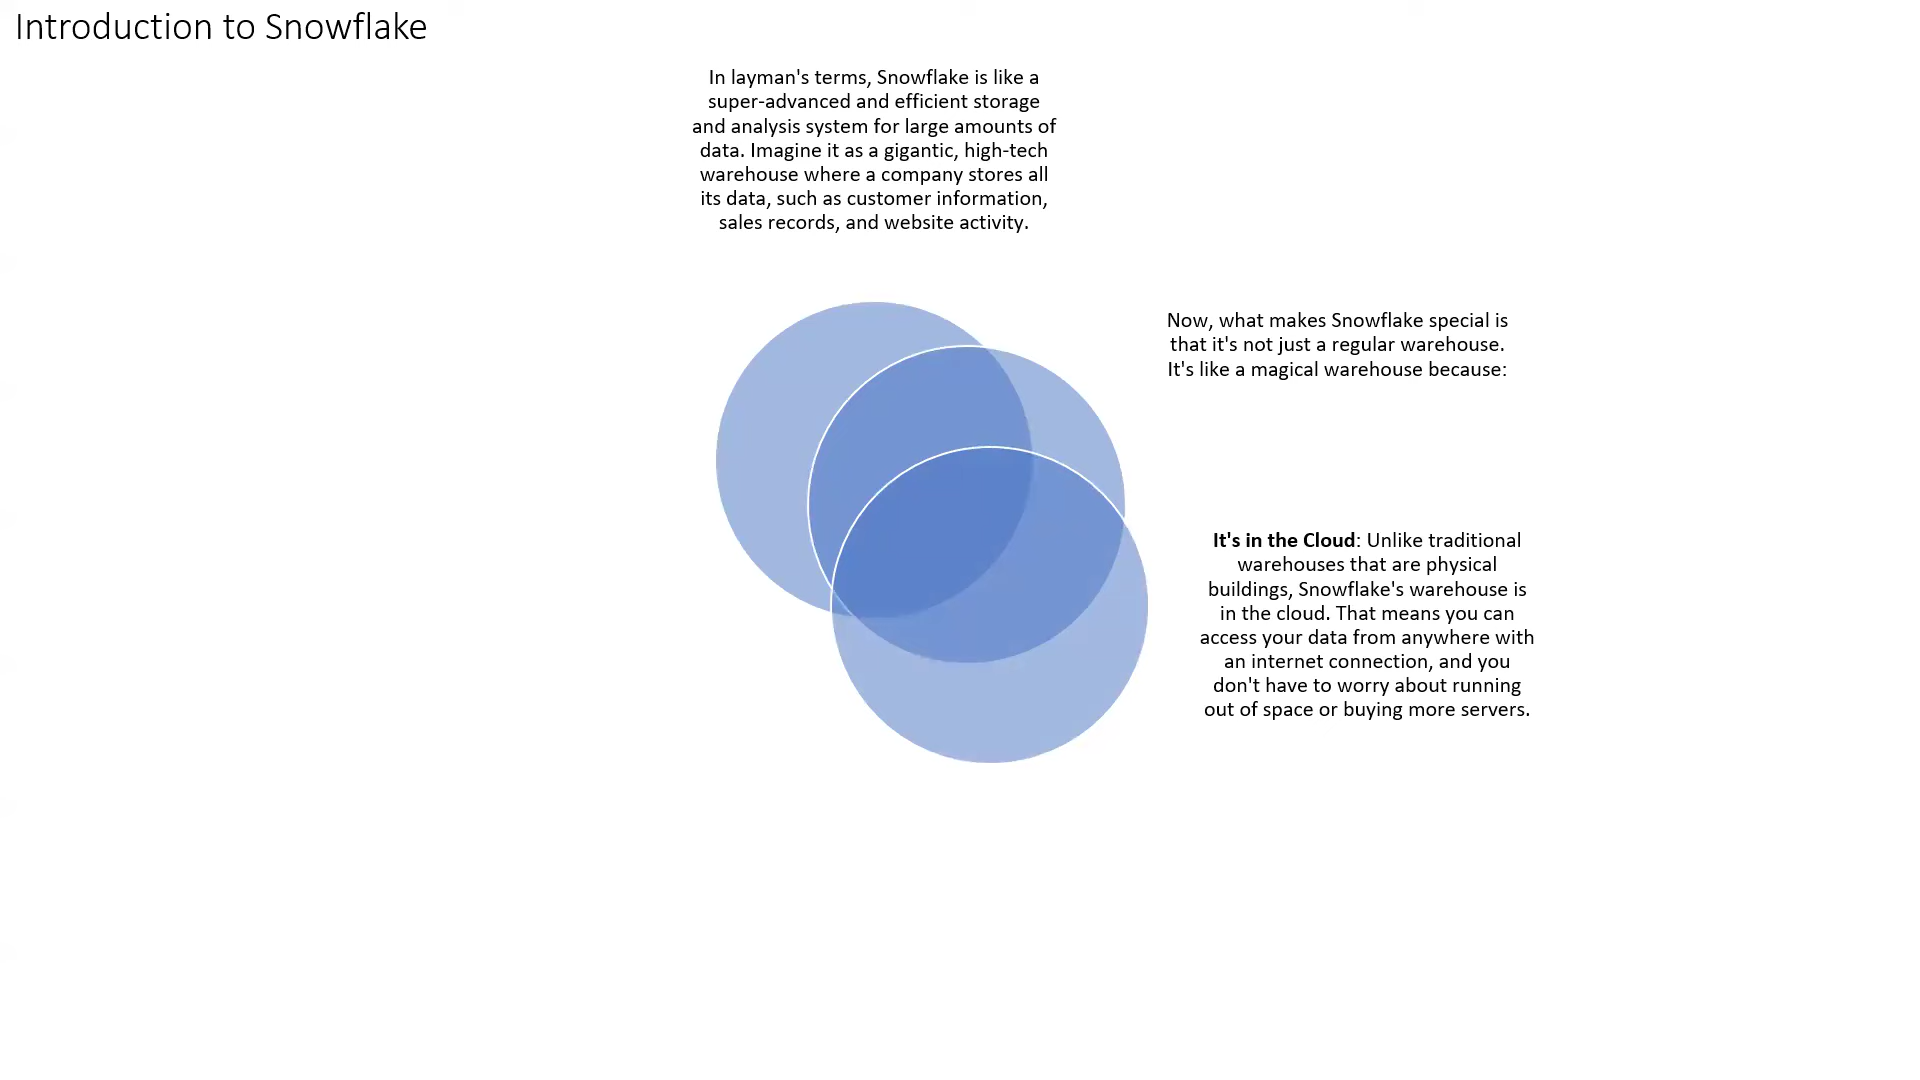 Introduction to Snowflake
In layman's terms, Snowflake is like a
super-advanced and efficient storage
and analysis system for large amounts of
data. Imagine it as a gigantic, high-tech
warehouse where a company stores all
its data, such as customer information,
sales records, and website activity.
Now, what makes Snowflake special is
that it's not just a regular warehouse.
It's like a magical warehouse because:
It's in the Cloud: Unlike traditional
warehouses that are physical
buildings, Snowflake's warehouse is
in the cloud. That means you can
access your data from anywhere with
an internet connection, and you
don't have to worry about running
out of space or buying more servers.